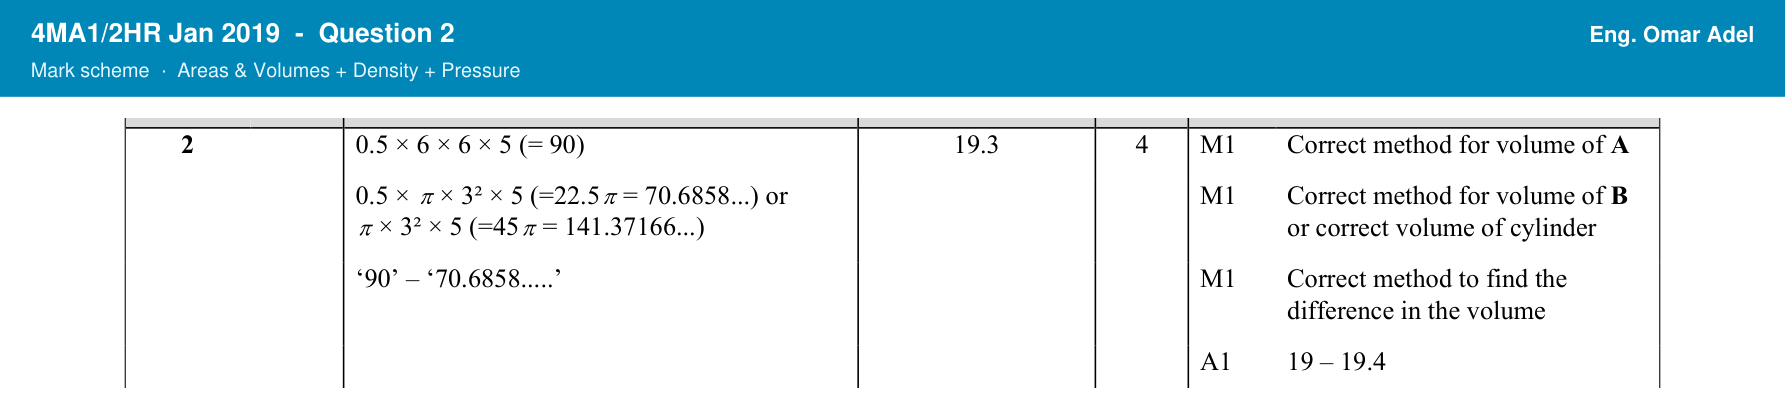 4MA1/2HR Jan 2019 - Question 2
Eng. Omar Adel
Mark scheme · Areas & Volumes + Density + Pressure
2 0.5 × 6 × 6 × 5 (= 90) 19.3 4 M1 Correct method for volume of A
0.5 × π × 3² × 5 (=22.5π = 70.6858...) or M1 Correct method for volume of B
π × 3² × 5 (=45π = 141.37166...) or correct volume of cylinder
‘90’ – ‘70.6858.....’ M1 Correct method to find the
difference in the volume
A1 19 – 19.4